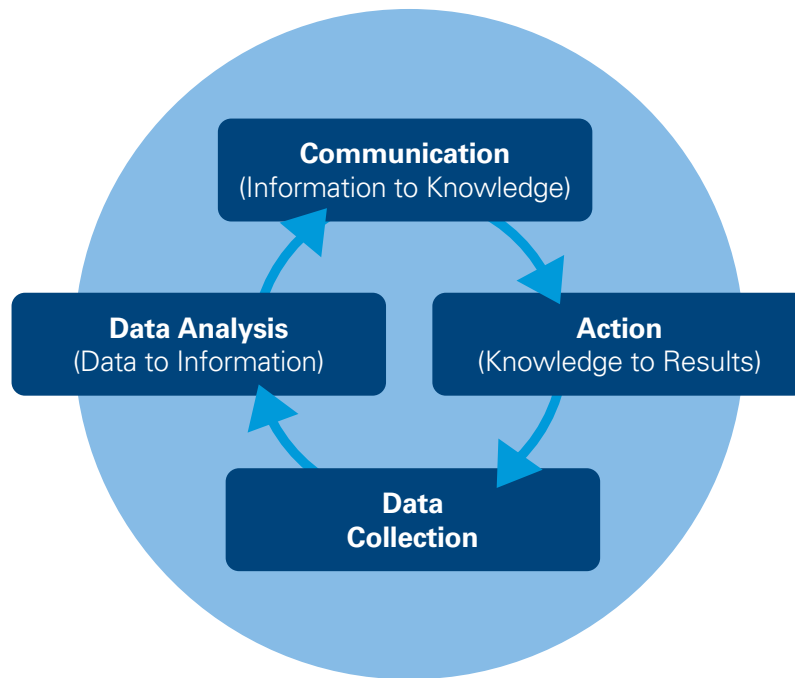 Communication
(Information to Knowledge)
Data Analysis
(Data to Information)
Action
(Knowledge to Results)
Data
Collection